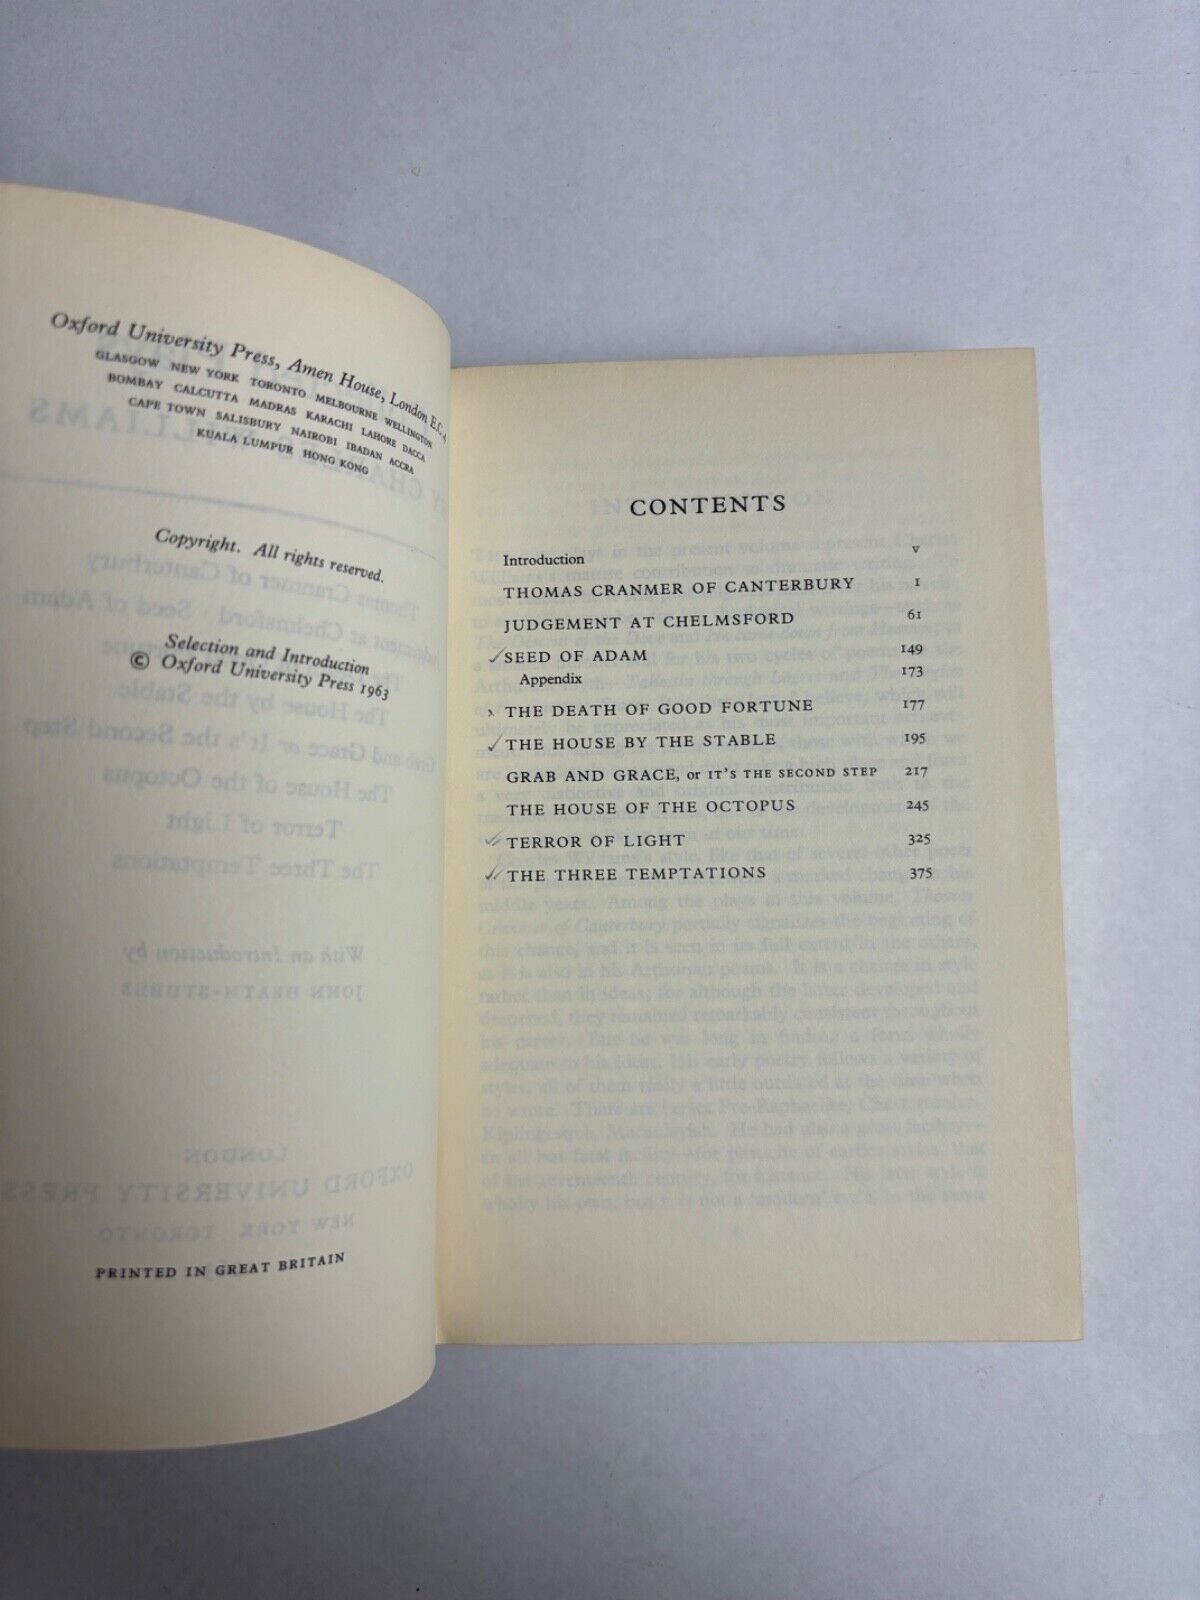 Oxford University Press, Amen House, London E.C.4
GLASGOW NEW YORK TORONTO MELBOURNE WELLINGTON
BOMBAY CALCUTTA MADRAS KARACHI LAHORE DACCA
CAPE TOWN SALISBURY NAIROBI IBADAN ACCRA
KUALA LUMPUR HONG KONG
Copyright. All rights reserved.
Selection and Introduction
© Oxford University Press 1963
PRINTED IN GREAT BRITAIN
CONTENTS
Introduction v
THOMAS CRANMER OF CANTERBURY 1
JUDGEMENT AT CHELMSFORD 61
SEED OF ADAM 149
Appendix 173
THE DEATH OF GOOD FORTUNE 177
THE HOUSE BY THE STABLE 195
GRAB AND GRACE, or IT'S THE SECOND STEP 217
THE HOUSE OF THE OCTOPUS 245
TERROR OF LIGHT 325
THE THREE TEMPTATIONS 375